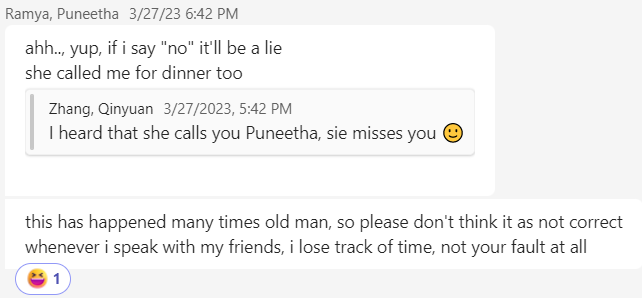 Ramya, Puneetha 3/27/23 6:42 PM
ahh.., yup, if i say "no" it'll be a lie
she called me for dinner too
Zhang, Qinyuan 3/27/2023, 5:42 PM
I heard that she calls you Puneetha, sie misses you 🙂
this has happened many times old man, so please don't think it as not correct
whenever i speak with my friends, i lose track of time, not your fault at all
😆 1